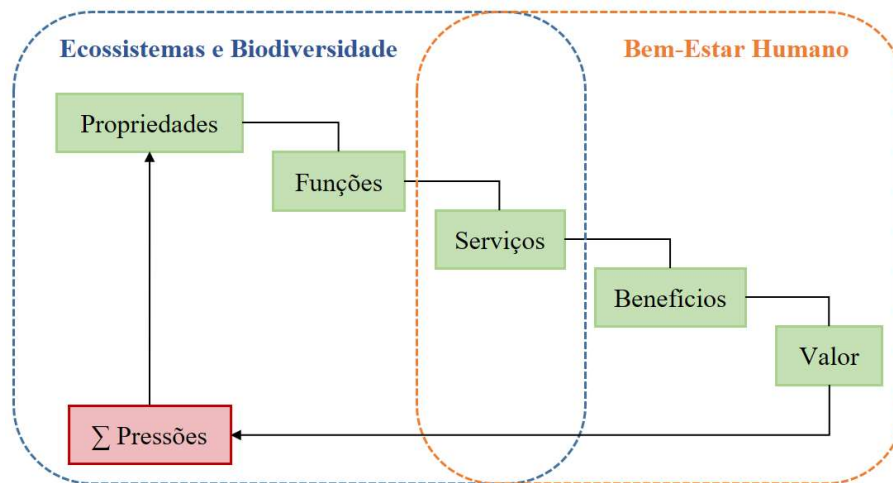 Ecossistemas e Biodiversidade
Bem-Estar Humano
Propriedades
Funções
Serviços
Benefícios
Valor
∑ Pressões